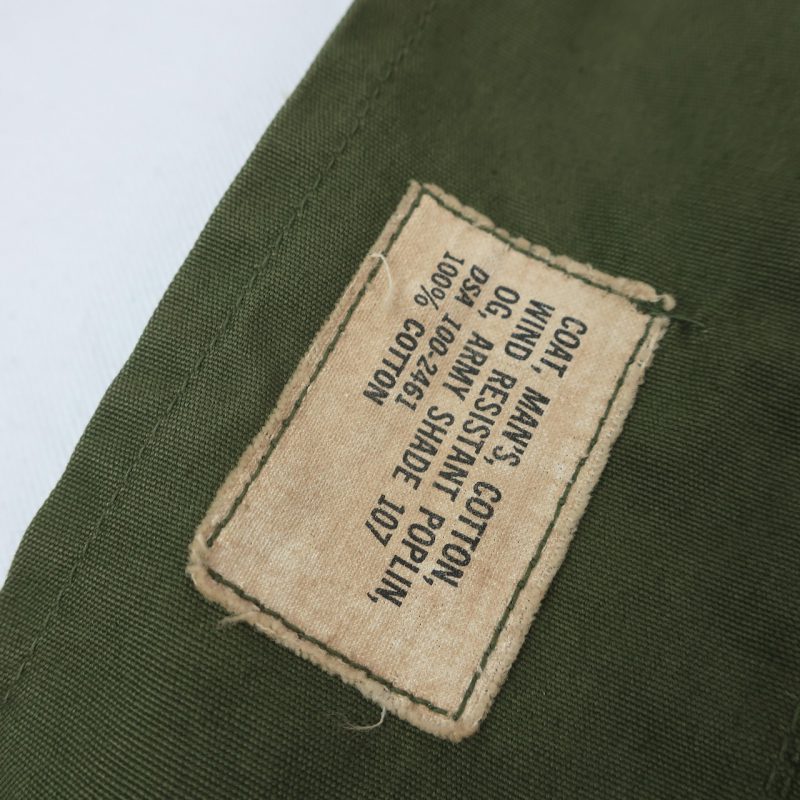 COAT, MAN'S, COTTON,
WIND RESISTANT POPLIN,
OG, ARMY SHADE 107
DSA 100-2461
100% COTTON